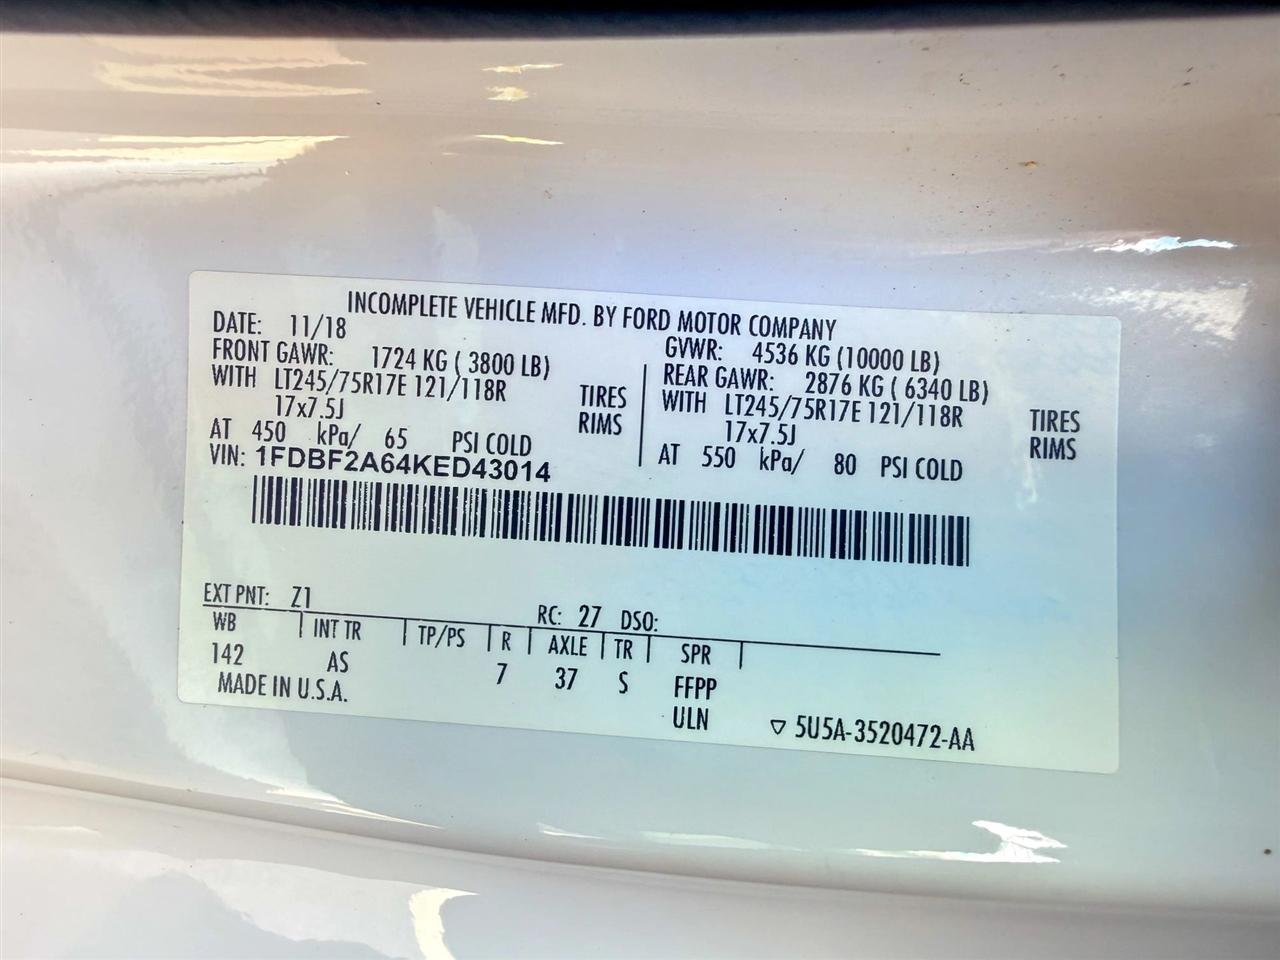 INCOMPLETE VEHICLE MFD. BY FORD MOTOR COMPANY
DATE: 11/18 GVWR: 4536 KG (10000 LB)
FRONT GAWR: 1724 KG ( 3800 LB) REAR GAWR: 2876 KG ( 6340 LB)
WITH LT245/75R17E 121/118R TIRES WITH LT245/75R17E 121/118R TIRES
17x7.5J RIMS 17x7.5J RIMS
AT 450 kPa/ 65 PSI COLD AT 550 kPa/ 80 PSI COLD
VIN: 1FDBF2A64KED43014
EXT PNT: Z1 RC: 27 DSO:
WB INT TR TP/PS R AXLE TR SPR
142 AS 7 37 S FFPP
MADE IN U.S.A. ULN ▽ 5U5A-3520472-AA